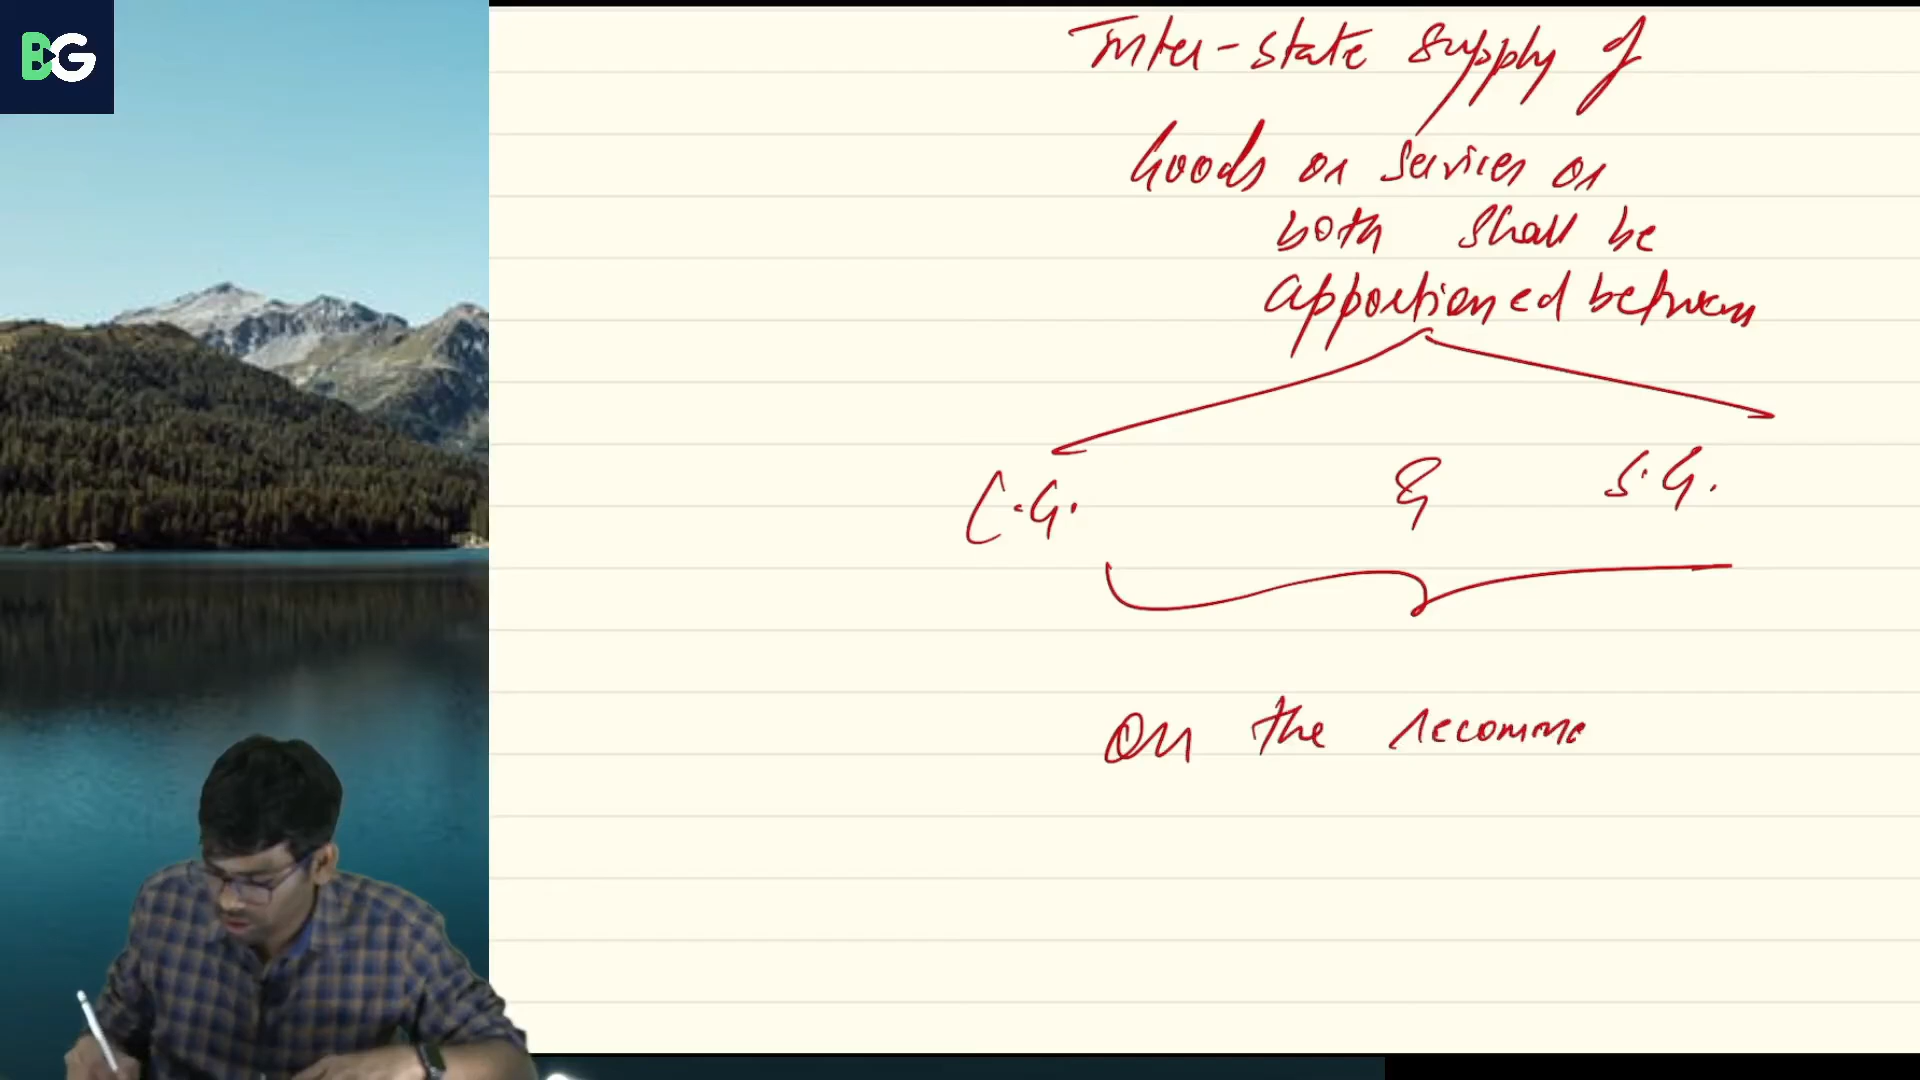 BG
Inter-state supply of
Goods or services or
both shall be
apportioned between
C.G. & S.G.
On the recomme